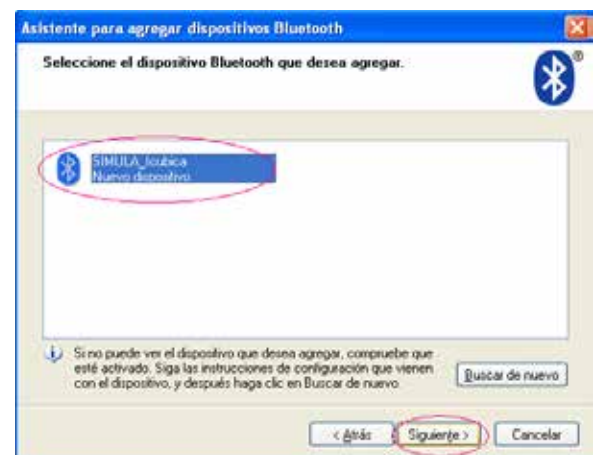 Asistente para agregar dispositivos Bluetooth
Seleccione el dispositivo Bluetooth que desea agregar.
®
SIMULA_Icubica
Nuevo dispositivo
Si no puede ver el dispositivo que desea agregar, compruebe que
esté activado. Siga las instrucciones de configuración que vienen
con el dispositivo, y después haga clic en Buscar de nuevo.
Buscar de nuevo
< Atrás
Siguiente >
Cancelar